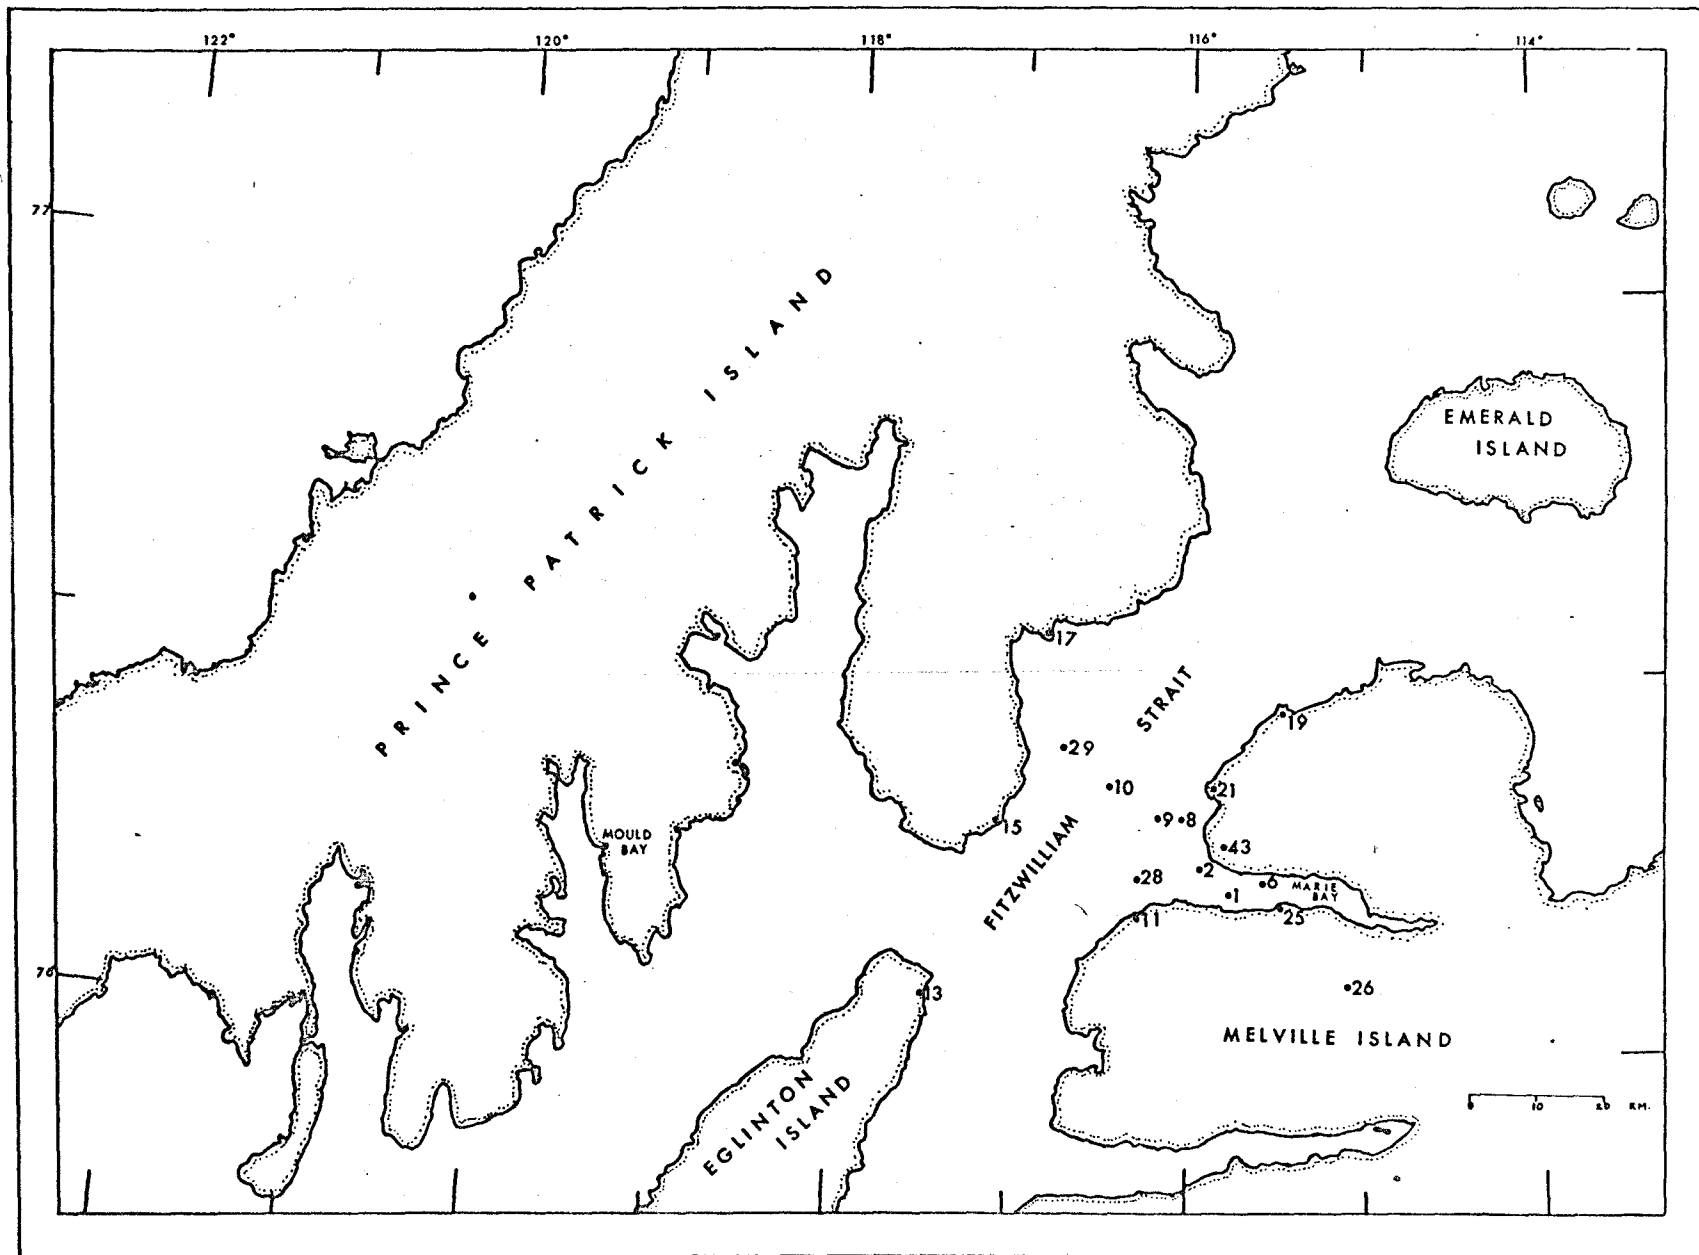 122° 120° 118° 116° 114°
77
PRINCE PATRICK ISLAND
EMERALD
ISLAND
17
STRAIT
19
29
10
21
9 8
15
MOULD
BAY
43
2
FITZWILLIAM
28
6
MARIE
BAY
1
11
25
76
13
26
MELVILLE ISLAND
EGLINTON
ISLAND
0 10 20 KM.